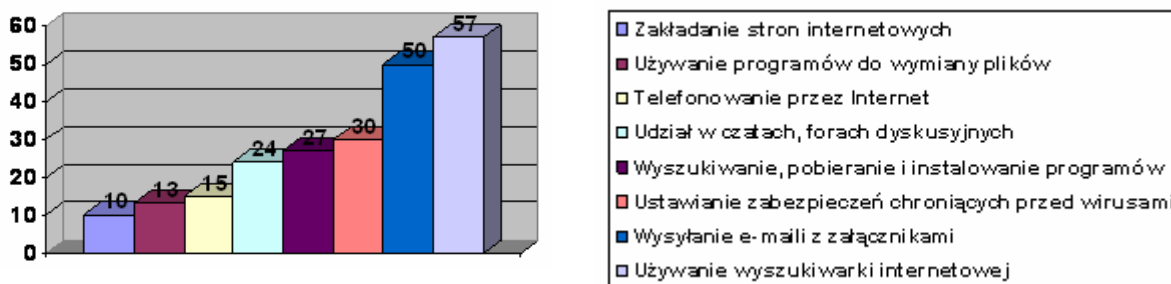 60
50
40
30
20
10
0
10
13
15
24
27
30
50
57
Zakładanie stron internetowych
Używanie programów do wymiany plików
Telefonowanie przez Internet
Udział w czatach, forach dyskusyjnych
Wyszukiwanie, pobieranie i instalowanie programów
Ustawianie zabezpieczeń chroniących przed wirusami
Wysyłanie e-maili z załącznikami
Używanie wyszukiwarki internetowej